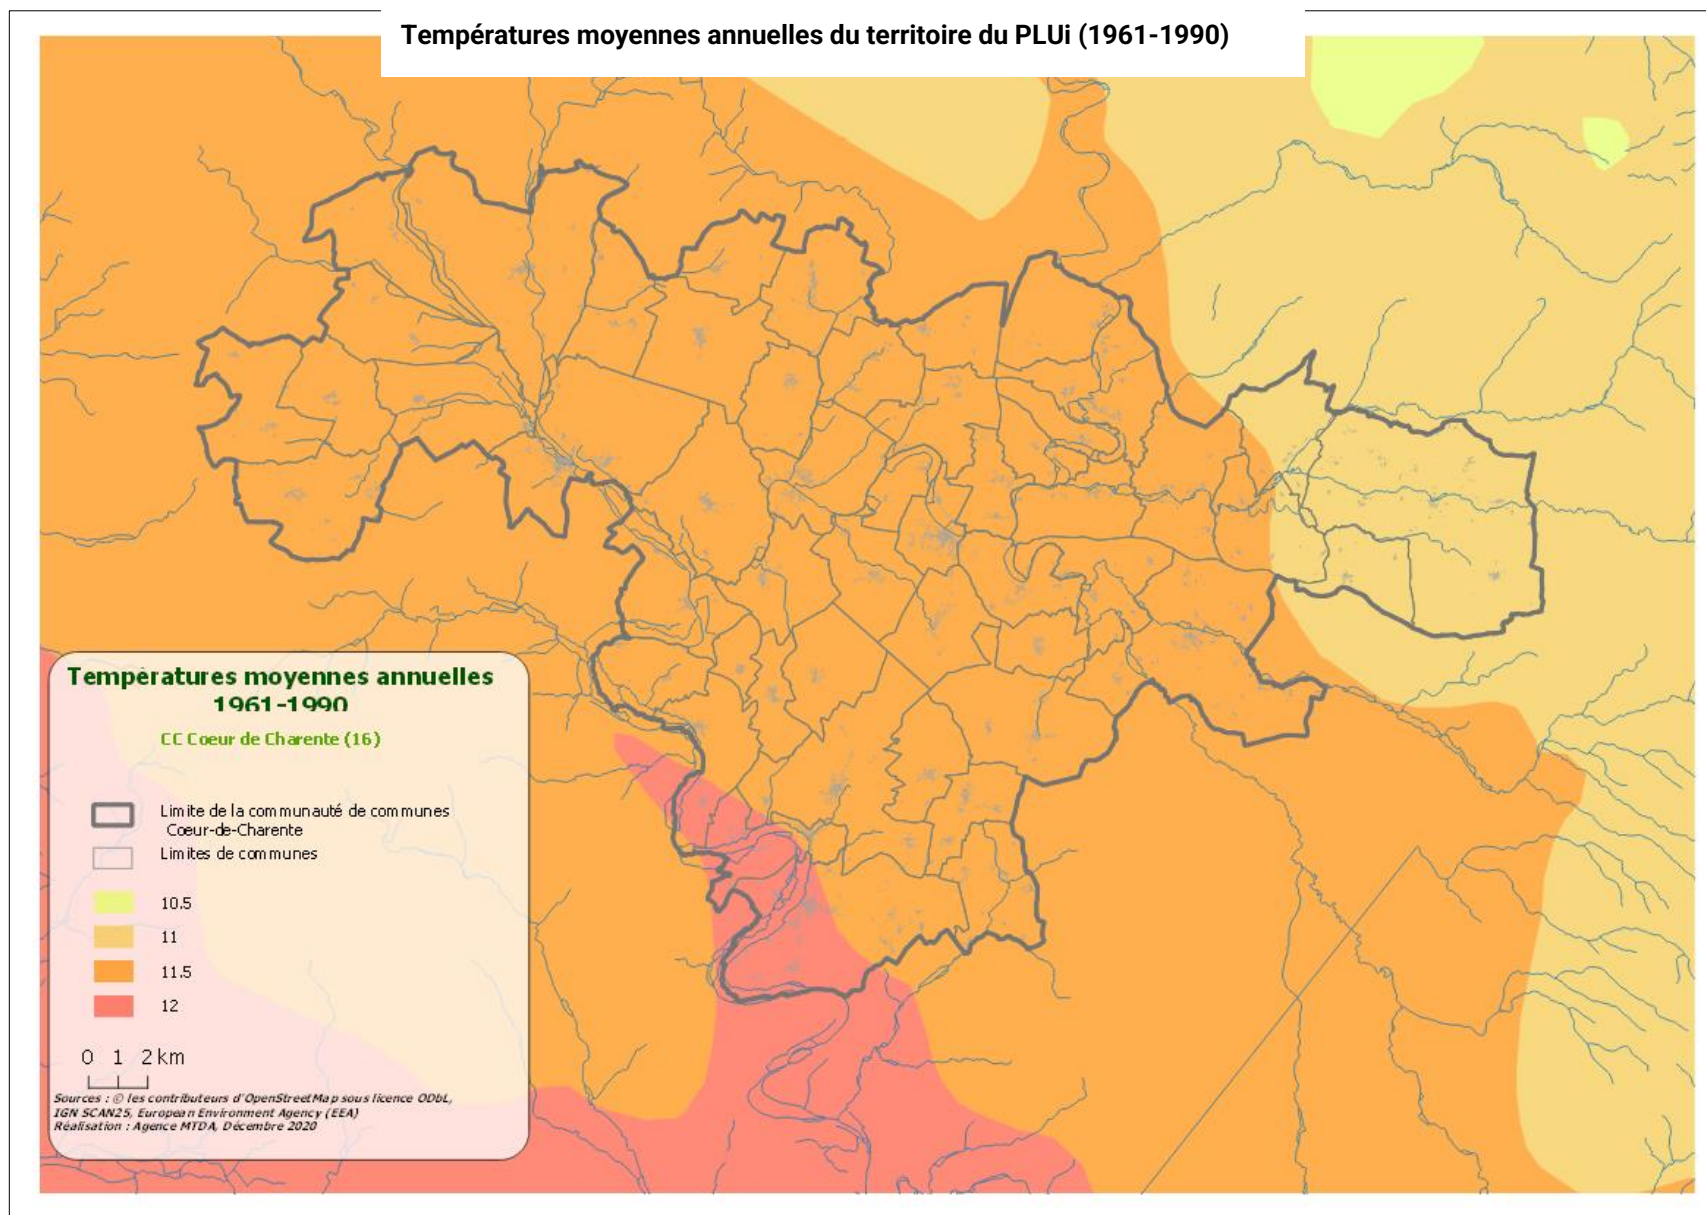 Températures moyennes annuelles du territoire du PLUi (1961-1990)
Températures moyennes annuelles
1961-1990
CC Coeur de Charente (16)
Limite de la communauté de communes
Coeur-de-Charente
Limites de communes
10.5
11
11.5
12
0 1 2 km
Sources : © les contributeurs d'OpenStreetMap sous licence ODbL,
IGN SCAN25, European Environment Agency (EEA)
Réalisation : Agence MTDA, Décembre 2020